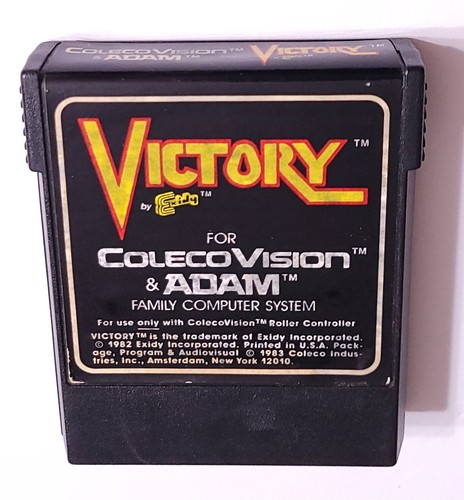 COLECOVISION™ VICTORY™
& ADAM™ by Exidy
VICTORY™
by Exidy™
FOR
COLECOVISION™
& ADAM™
FAMILY COMPUTER SYSTEM
For use only with ColecoVision™ Roller Controller
VICTORY™ is the trademark of Exidy Incorporated.
© 1982 Exidy Incorporated. Printed in U.S.A. Pack-
age, Program & Audiovisual © 1983 Coleco Indus-
tries, Inc., Amsterdam, New York 12010.